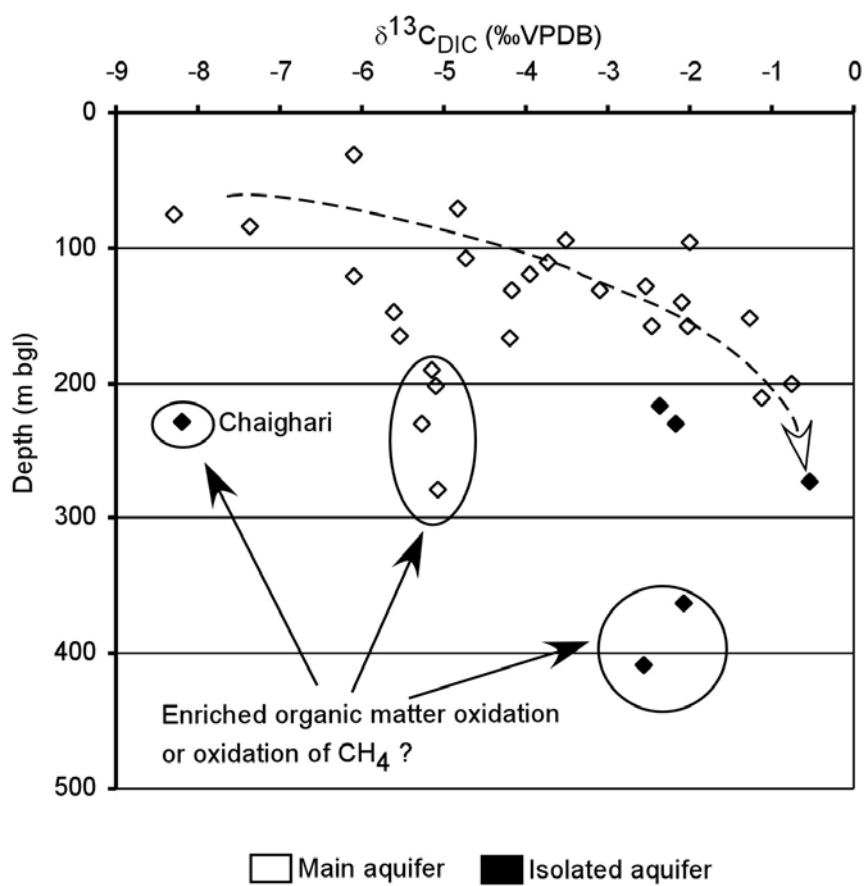 δ13CDIC (‰VPDB)
-9 -8 -7 -6 -5 -4 -3 -2 -1 0
0
100
200
300
400
500
Depth (m bgl)
Chaighari
Enriched organic matter oxidation
or oxidation of CH4 ?
Main aquifer Isolated aquifer